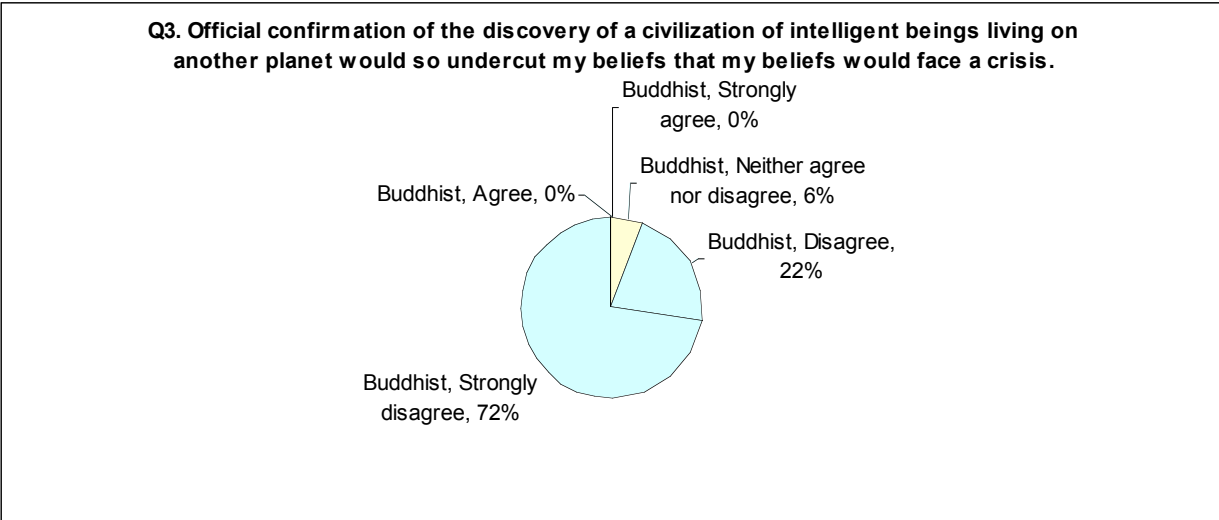 Q3. Official confirmation of the discovery of a civilization of intelligent beings living on
another planet would so undercut my beliefs that my beliefs would face a crisis.
Buddhist, Strongly
agree, 0%
Buddhist, Neither agree
nor disagree, 6%
Buddhist, Agree, 0%
Buddhist, Disagree,
22%
Buddhist, Strongly
disagree, 72%